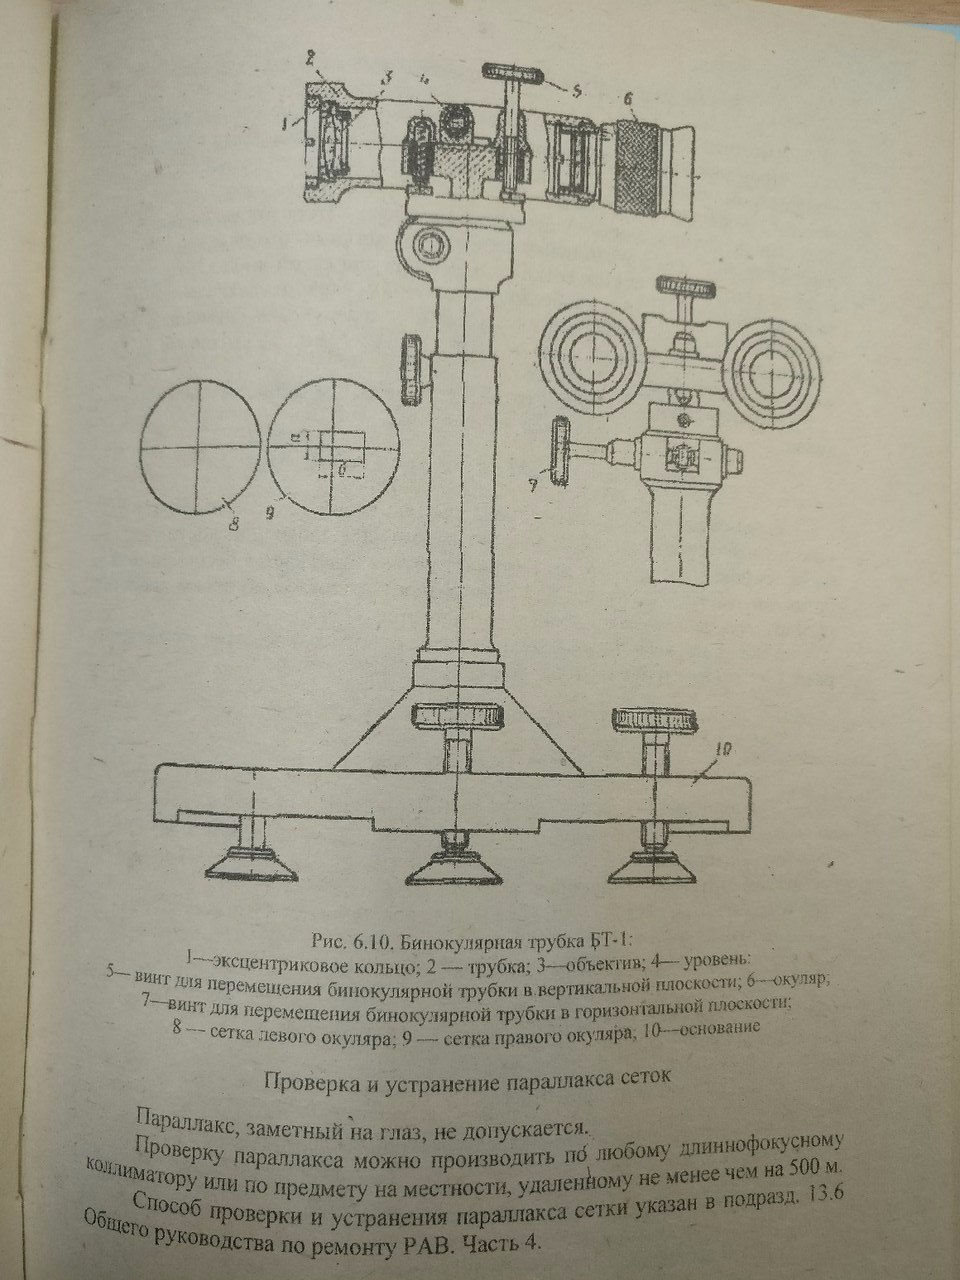 2
3
4
5
6
1
7
а
б
8
9
10
Рис. 6.10. Бинокулярная трубка БТ-1:
1—эксцентриковое кольцо; 2 — трубка; 3—объектив; 4— уровень:
5— винт для перемещения бинокулярной трубки в вертикальной плоскости; 6—окуляр;
7—винт для перемещения бинокулярной трубки в горизонтальной плоскости;
8 — сетка левого окуляра; 9 — сетка правого окуляра; 10—основание
Проверка и устранение параллакса сеток
Параллакс, заметный на глаз, не допускается.
Проверку параллакса можно производить по любому длиннофокусному
коллиматору или по предмету на местности, удаленному не менее чем на 500 м.
Способ проверки и устранения параллакса сетки указан в подразд. 13.6
Общего руководства по ремонту РАВ. Часть 4.